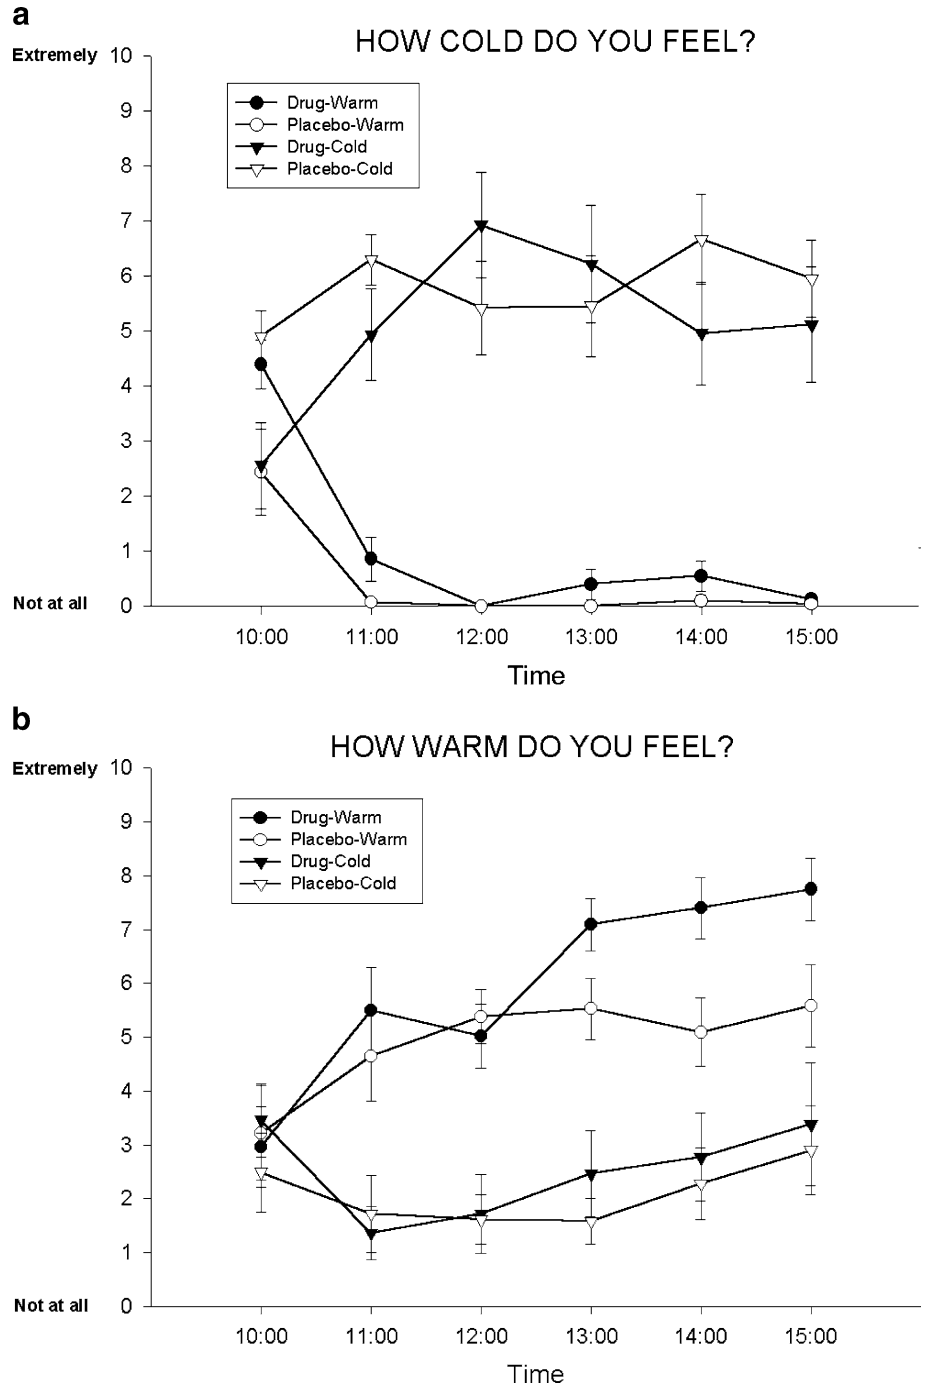 a
HOW COLD DO YOU FEEL?
Extremely 10
9
Drug-Warm
Placebo-Warm
Drug-Cold
Placebo-Cold
8
7
6
5
4
3
2
1
Not at all 0
10:00 11:00 12:00 13:00 14:00 15:00
Time
b
HOW WARM DO YOU FEEL?
Extremely 10
9
Drug-Warm
Placebo-Warm
Drug-Cold
Placebo-Cold
8
7
6
5
4
3
2
1
Not at all 0
10:00 11:00 12:00 13:00 14:00 15:00
Time